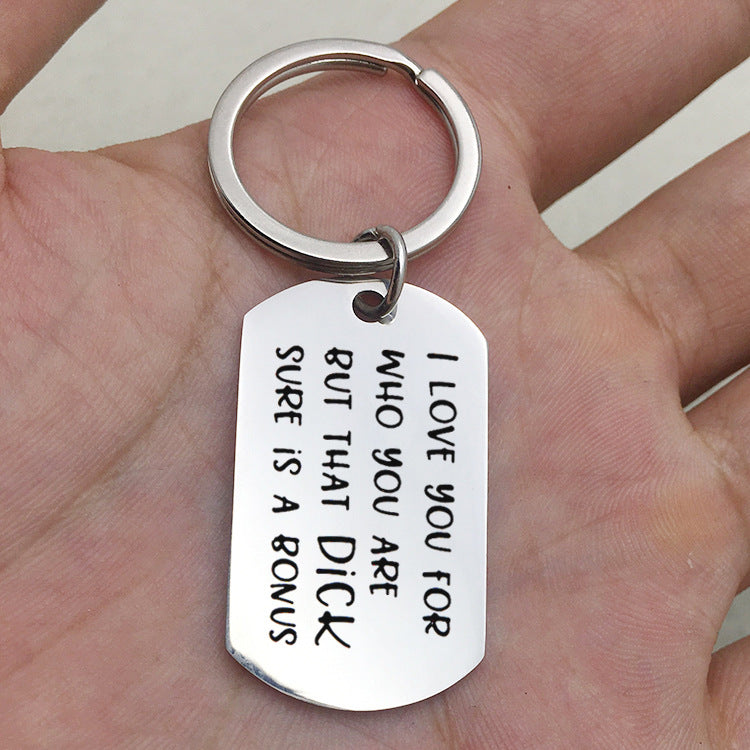 I LOVE YOU FOR
WHO YOU ARE
BUT THAT DiCK
SURE iS A BONUS